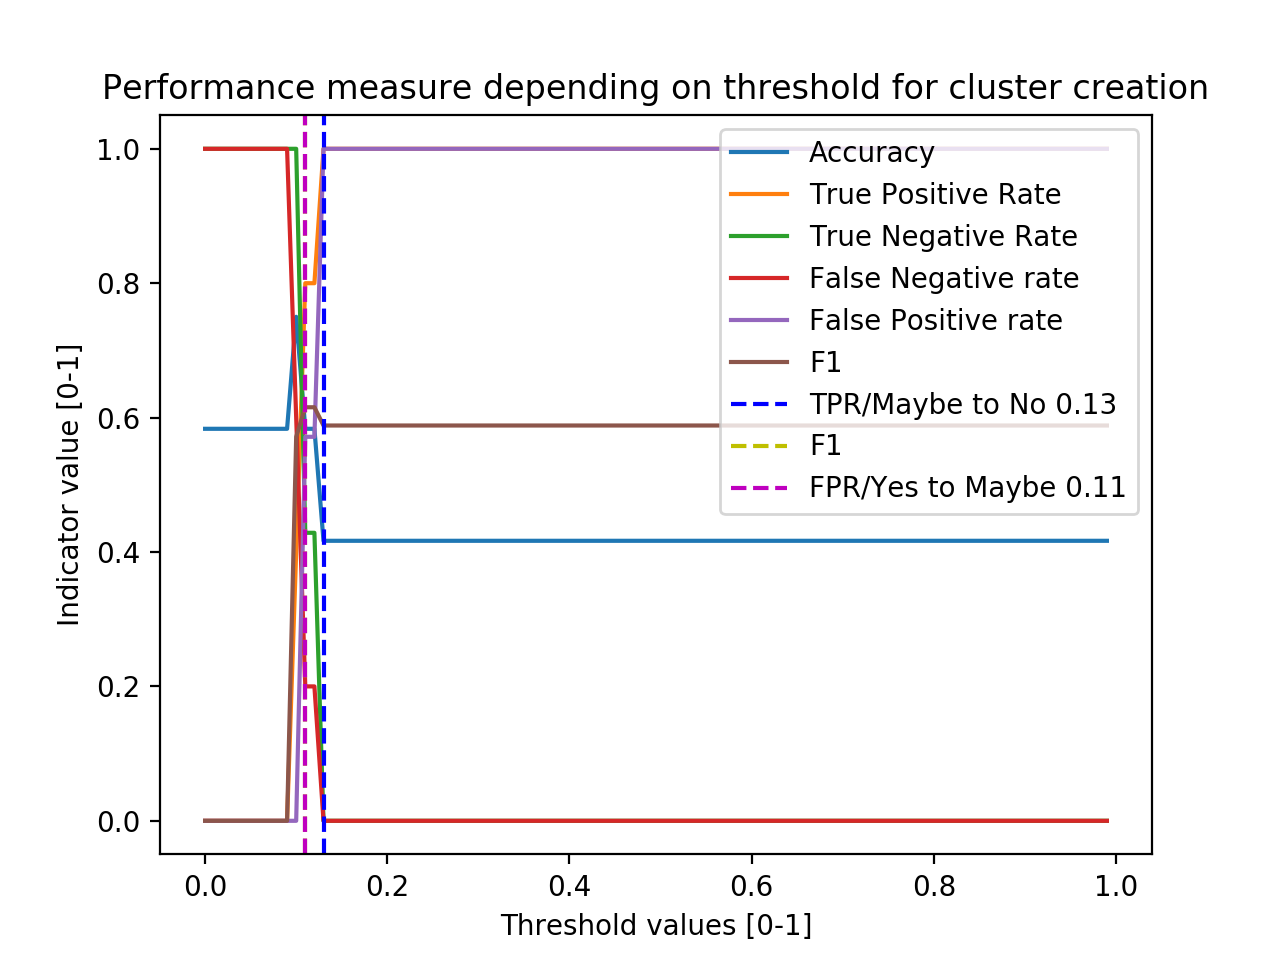 Performance measure depending on threshold for cluster creation
Indicator value [0-1]
1.0
0.8
0.6
0.4
0.2
0.0
Accuracy
True Positive Rate
True Negative Rate
False Negative rate
False Positive rate
F1
TPR/Maybe to No 0.13
F1
FPR/Yes to Maybe 0.11
0.0 0.2 0.4 0.6 0.8 1.0
Threshold values [0-1]